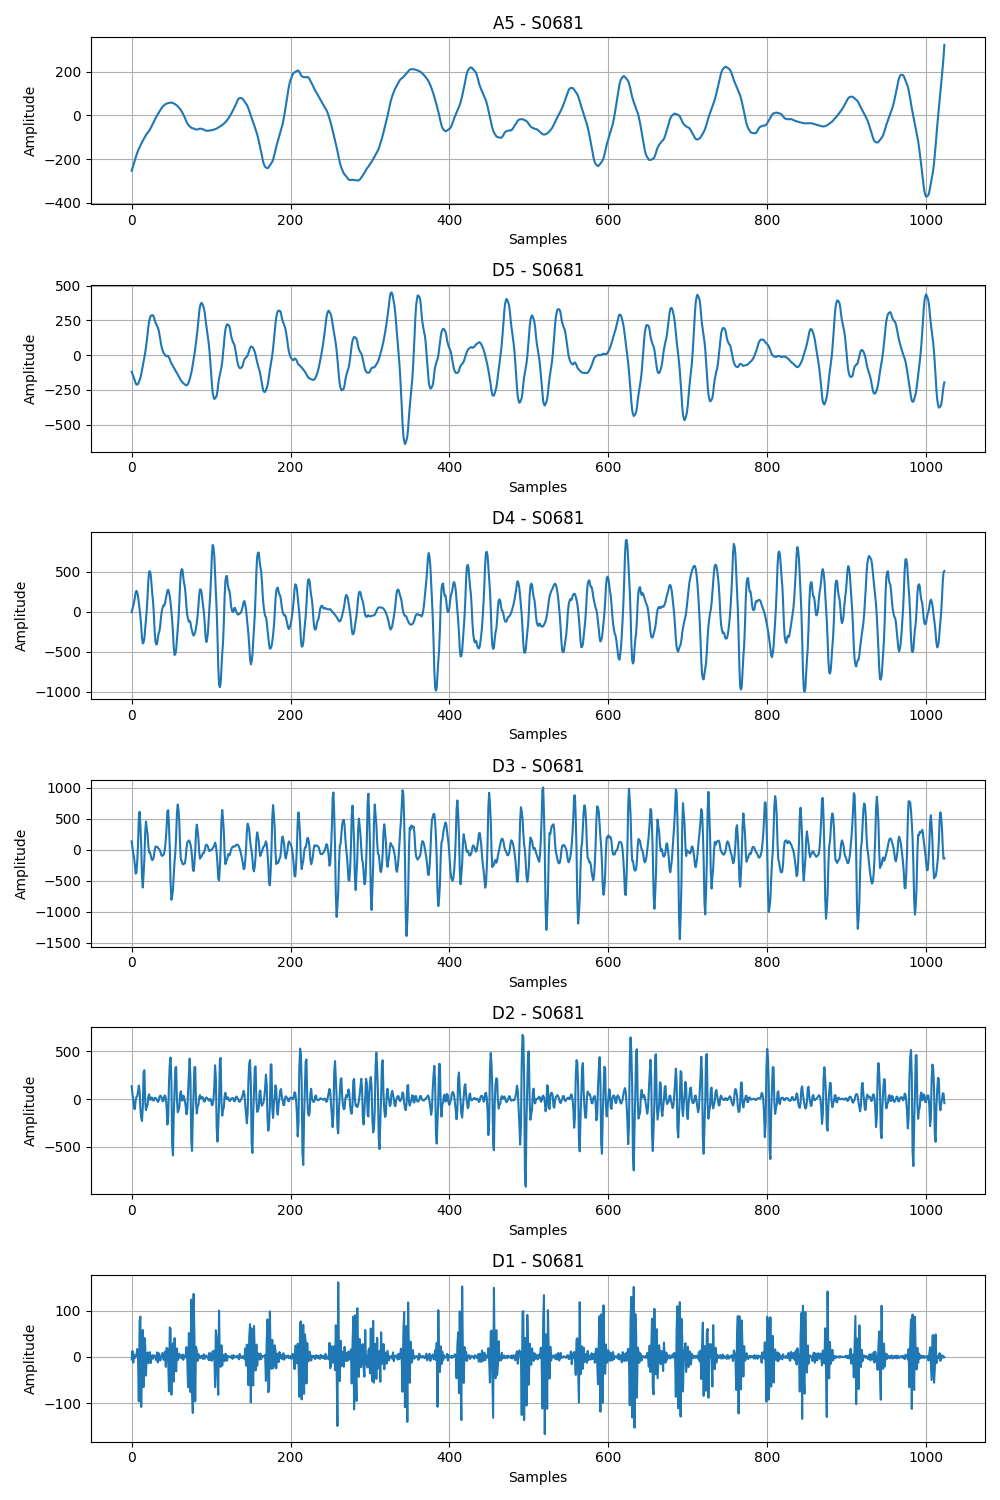 A5 - S0681
200
0
−200
−400
Amplitude
0 200 400 600 800 1000
Samples
D5 - S0681
500
250
0
−250
−500
Amplitude
0 200 400 600 800 1000
Samples
D4 - S0681
500
0
−500
−1000
Amplitude
0 200 400 600 800 1000
Samples
D3 - S0681
1000
500
0
−500
−1000
−1500
Amplitude
0 200 400 600 800 1000
Samples
D2 - S0681
500
0
−500
Amplitude
0 200 400 600 800 1000
Samples
D1 - S0681
100
0
−100
Amplitude
0 200 400 600 800 1000
Samples